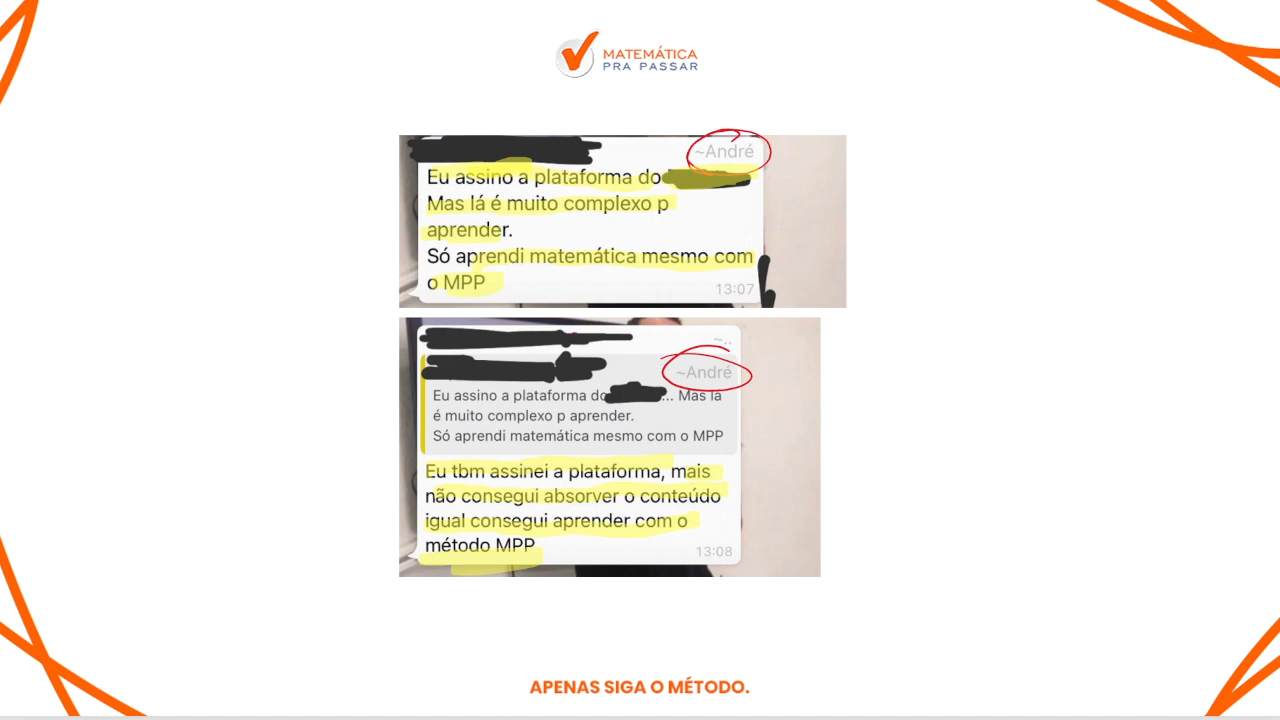 MATEMÁTICA
PRA PASSAR
~André
Eu assino a plataforma do
Mas lá é muito complexo p
aprender.
Só aprendi matemática mesmo com
o MPP
13:07
~..
~André
Eu assino a plataforma do ... Mas lá
é muito complexo p aprender.
Só aprendi matemática mesmo com o MPP
Eu tbm assinei a plataforma, mais
não consegui absorver o conteúdo
igual consegui aprender com o
método MPP
13:08
APENAS SIGA O MÉTODO.